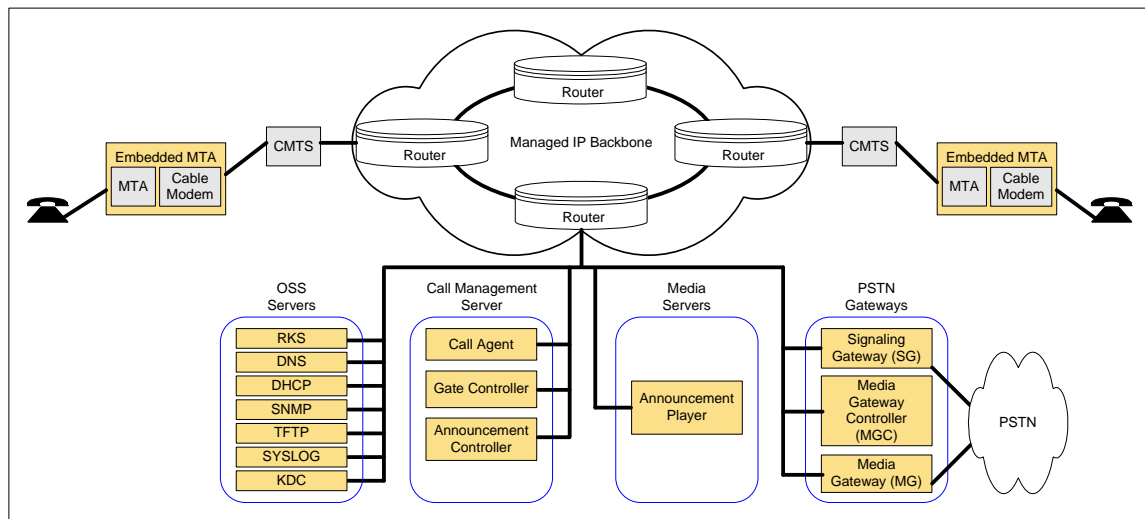 Router
Managed IP Backbone
Router
Router
Router
CMTS
CMTS
Embedded MTA
MTA
Cable
Modem
Embedded MTA
MTA
Cable
Modem
OSS
Servers
RKS
DNS
DHCP
SNMP
TFTP
SYSLOG
KDC
Call Management
Server
Call Agent
Gate Controller
Announcement
Controller
Media
Servers
Announcement
Player
PSTN
Gateways
Signaling
Gateway (SG)
Media
Gateway
Controller
(MGC)
Media
Gateway (MG)
PSTN